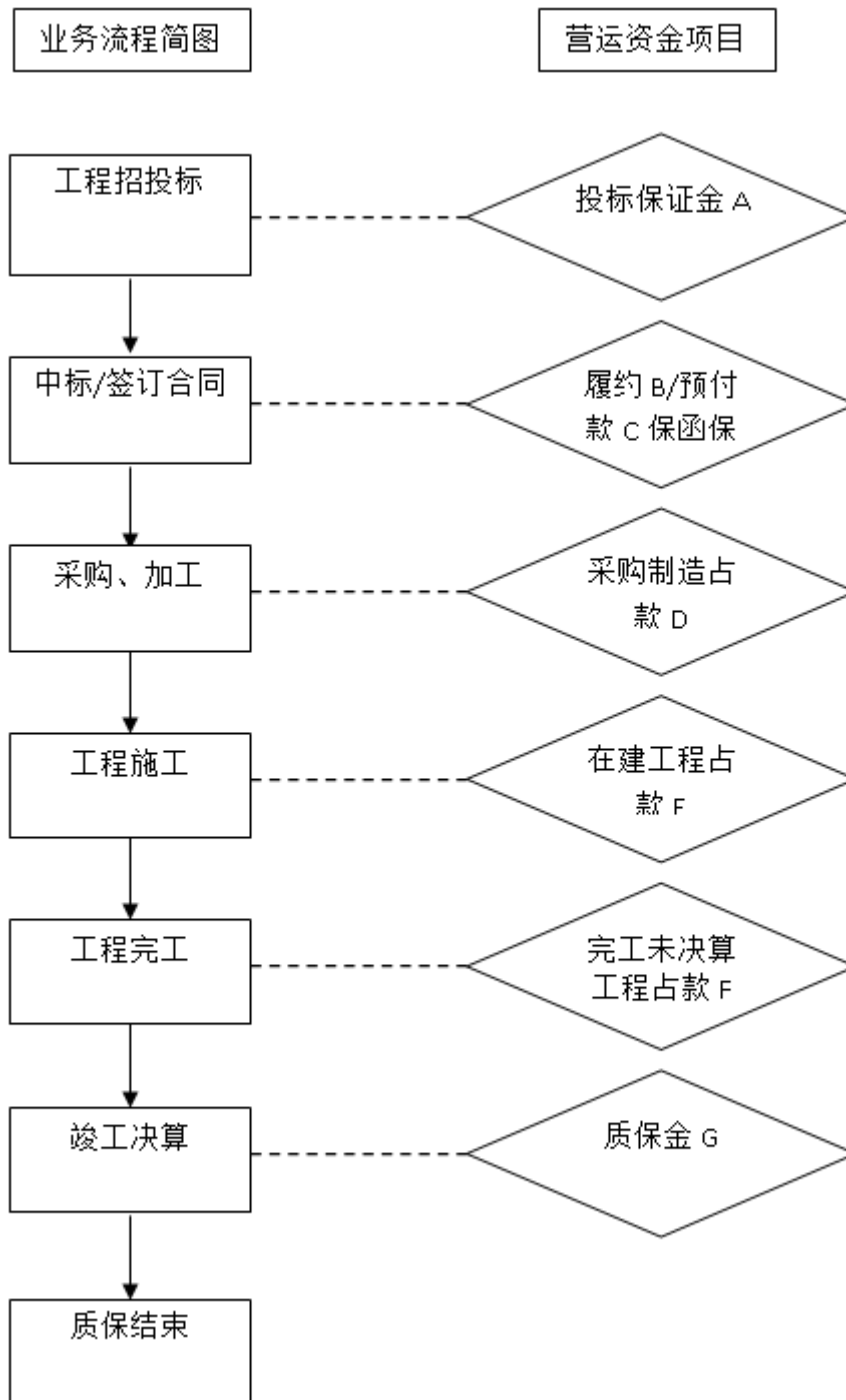 业务流程简图
营运资金项目
工程招投标
投标保证金 A
中标/签订合同
履约 B/预付
款 C 保函保
采购、加工
采购制造占
款 D
工程施工
在建工程占
款 F
工程完工
完工未决算
工程占款 F
竣工决算
质保金 G
质保结束